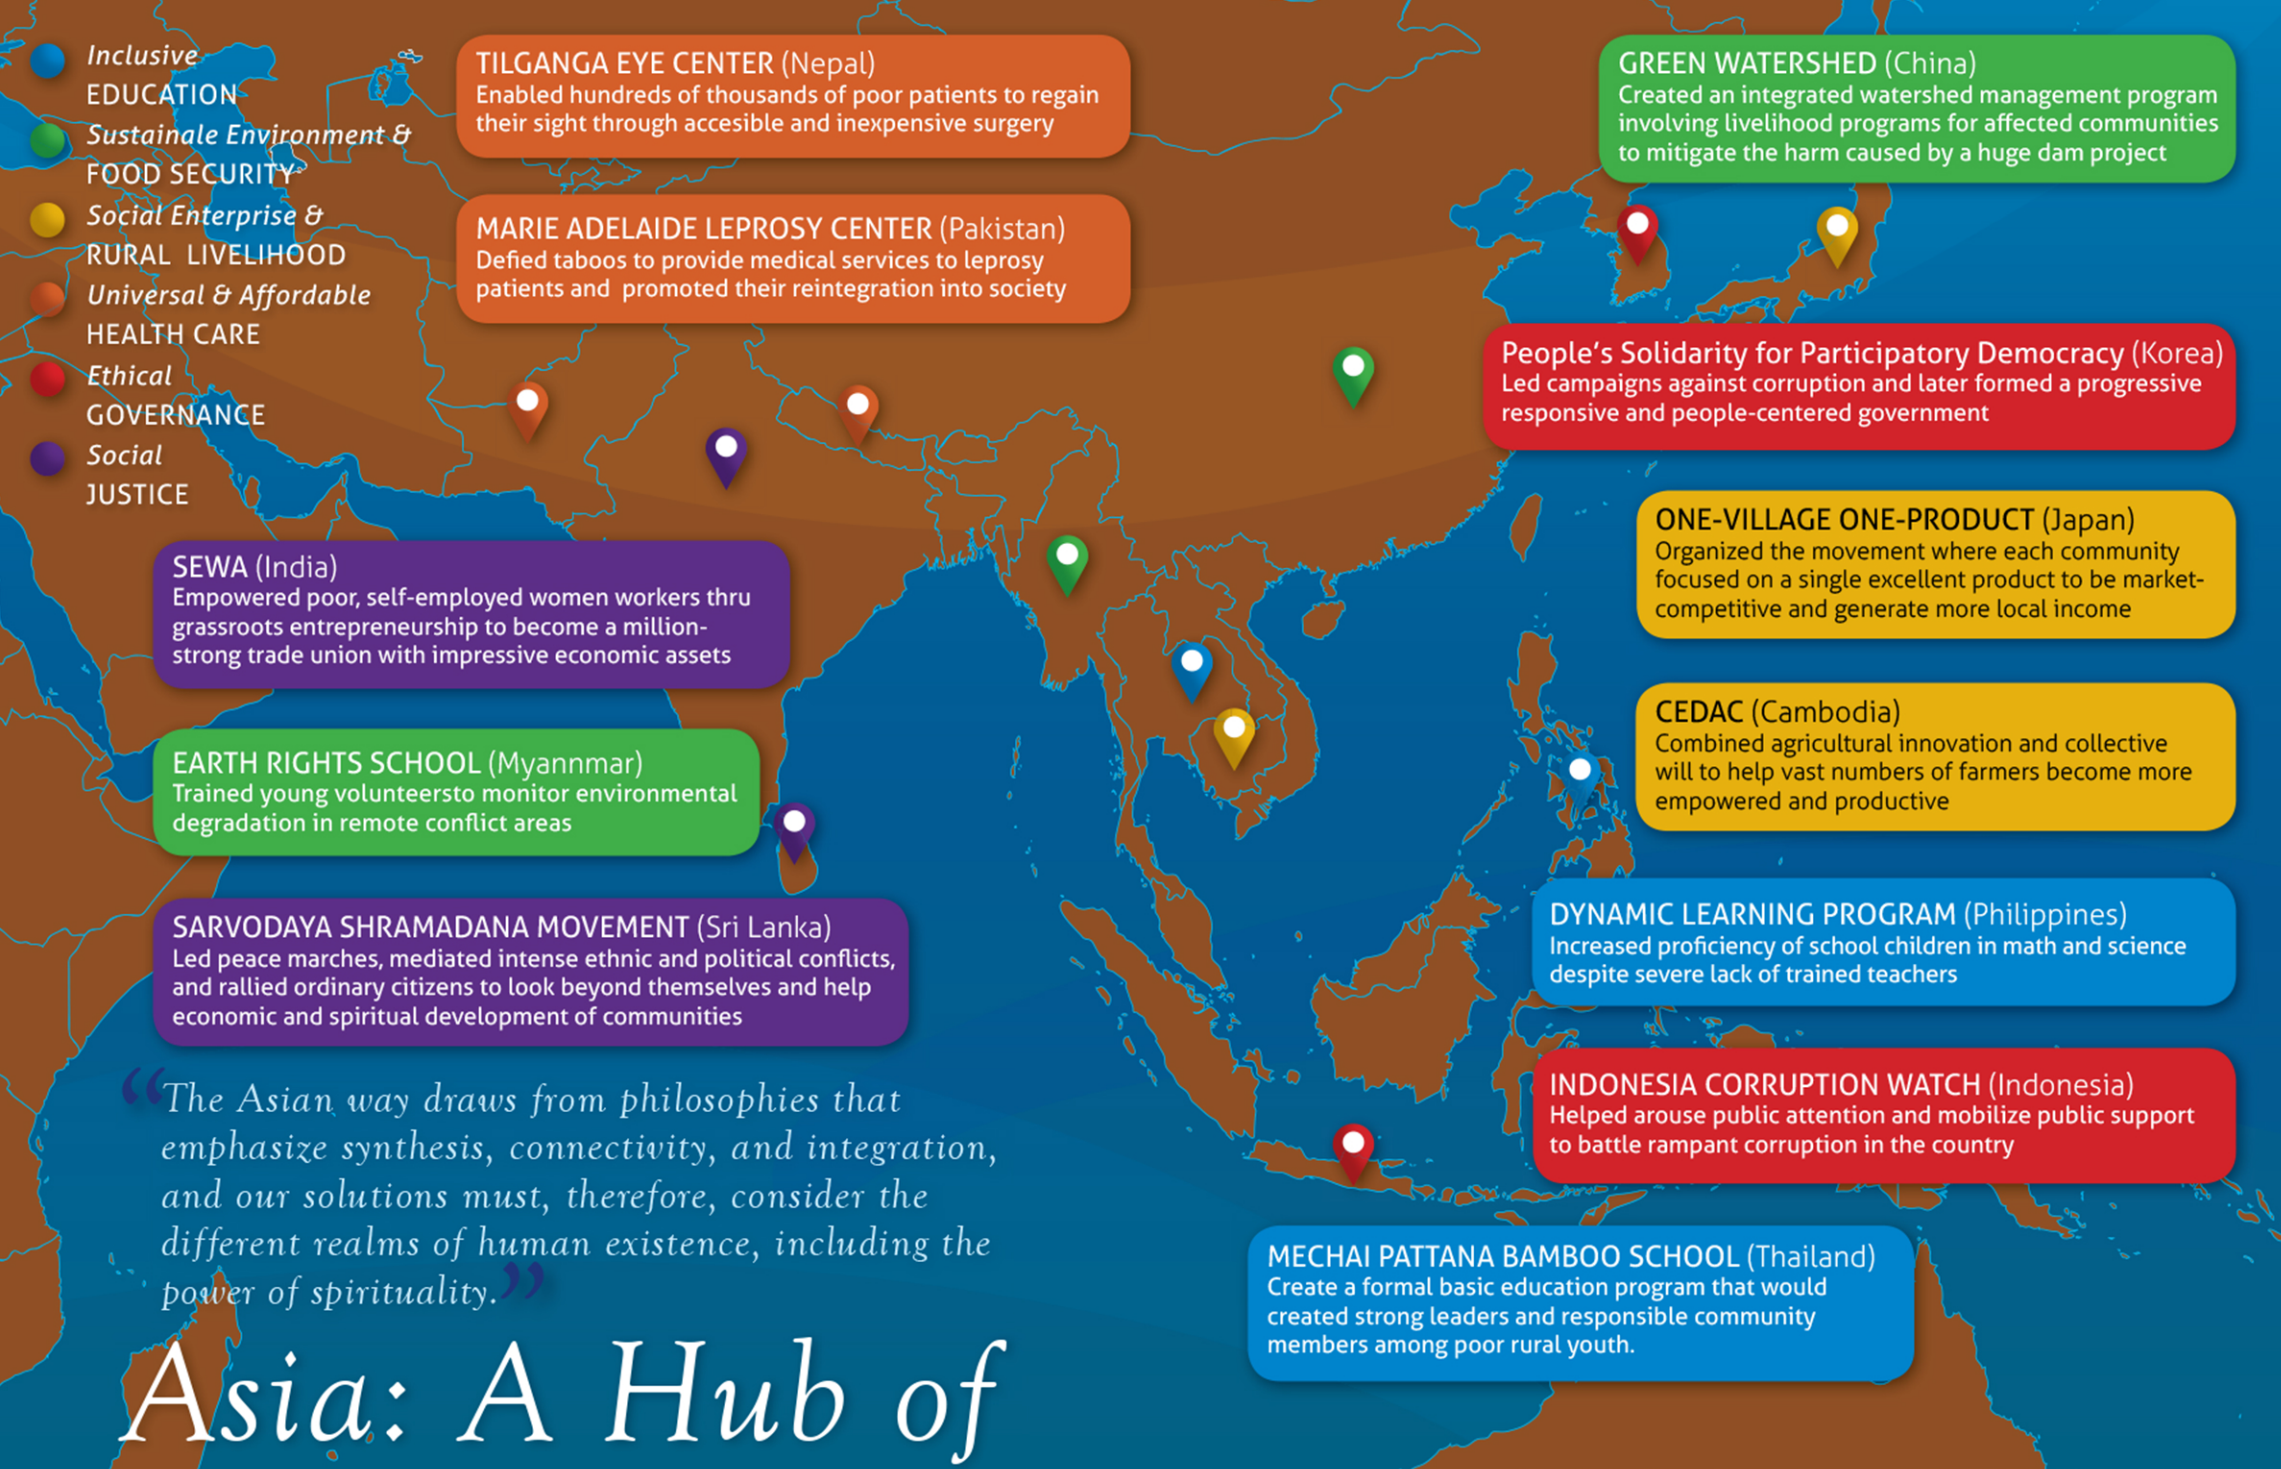 Inclusive
EDUCATION
Sustainale Environment &
FOOD SECURITY
Social Enterprise &
RURAL LIVELIHOOD
Universal & Affordable
HEALTH CARE
Ethical
GOVERNANCE
Social
JUSTICE
TILGANGA EYE CENTER (Nepal)
Enabled hundreds of thousands of poor patients to regain
their sight through accesible and inexpensive surgery
MARIE ADELAIDE LEPROSY CENTER (Pakistan)
Defied taboos to provide medical services to leprosy
patients and promoted their reintegration into society
GREEN WATERSHED (China)
Created an integrated watershed management program
involving livelihood programs for affected communities
to mitigate the harm caused by a huge dam project
People's Solidarity for Participatory Democracy (Korea)
Led campaigns against corruption and later formed a progressive
responsive and people-centered government
SEWA (India)
Empowered poor, self-employed women workers thru
grassroots entrepreneurship to become a million-
strong trade union with impressive economic assets
ONE-VILLAGE ONE-PRODUCT (Japan)
Organized the movement where each community
focused on a single excellent product to be market-
competitive and generate more local income
EARTH RIGHTS SCHOOL (Myannmar)
Trained young volunteersto monitor environmental
degradation in remote conflict areas
CEDAC (Cambodia)
Combined agricultural innovation and collective
will to help vast numbers of farmers become more
empowered and productive
SARVODAYA SHRAMADANA MOVEMENT (Sri Lanka)
Led peace marches, mediated intense ethnic and political conflicts,
and rallied ordinary citizens to look beyond themselves and help
economic and spiritual development of communities
DYNAMIC LEARNING PROGRAM (Philippines)
Increased proficiency of school children in math and science
despite severe lack of trained teachers
INDONESIA CORRUPTION WATCH (Indonesia)
Helped arouse public attention and mobilize public support
to battle rampant corruption in the country
MECHAI PATTANA BAMBOO SCHOOL (Thailand)
Create a formal basic education program that would
created strong leaders and responsible community
members among poor rural youth.
“The Asian way draws from philosophies that
emphasize synthesis, connectivity, and integration,
and our solutions must, therefore, consider the
different realms of human existence, including the
power of spirituality.”
Asia: A Hub of